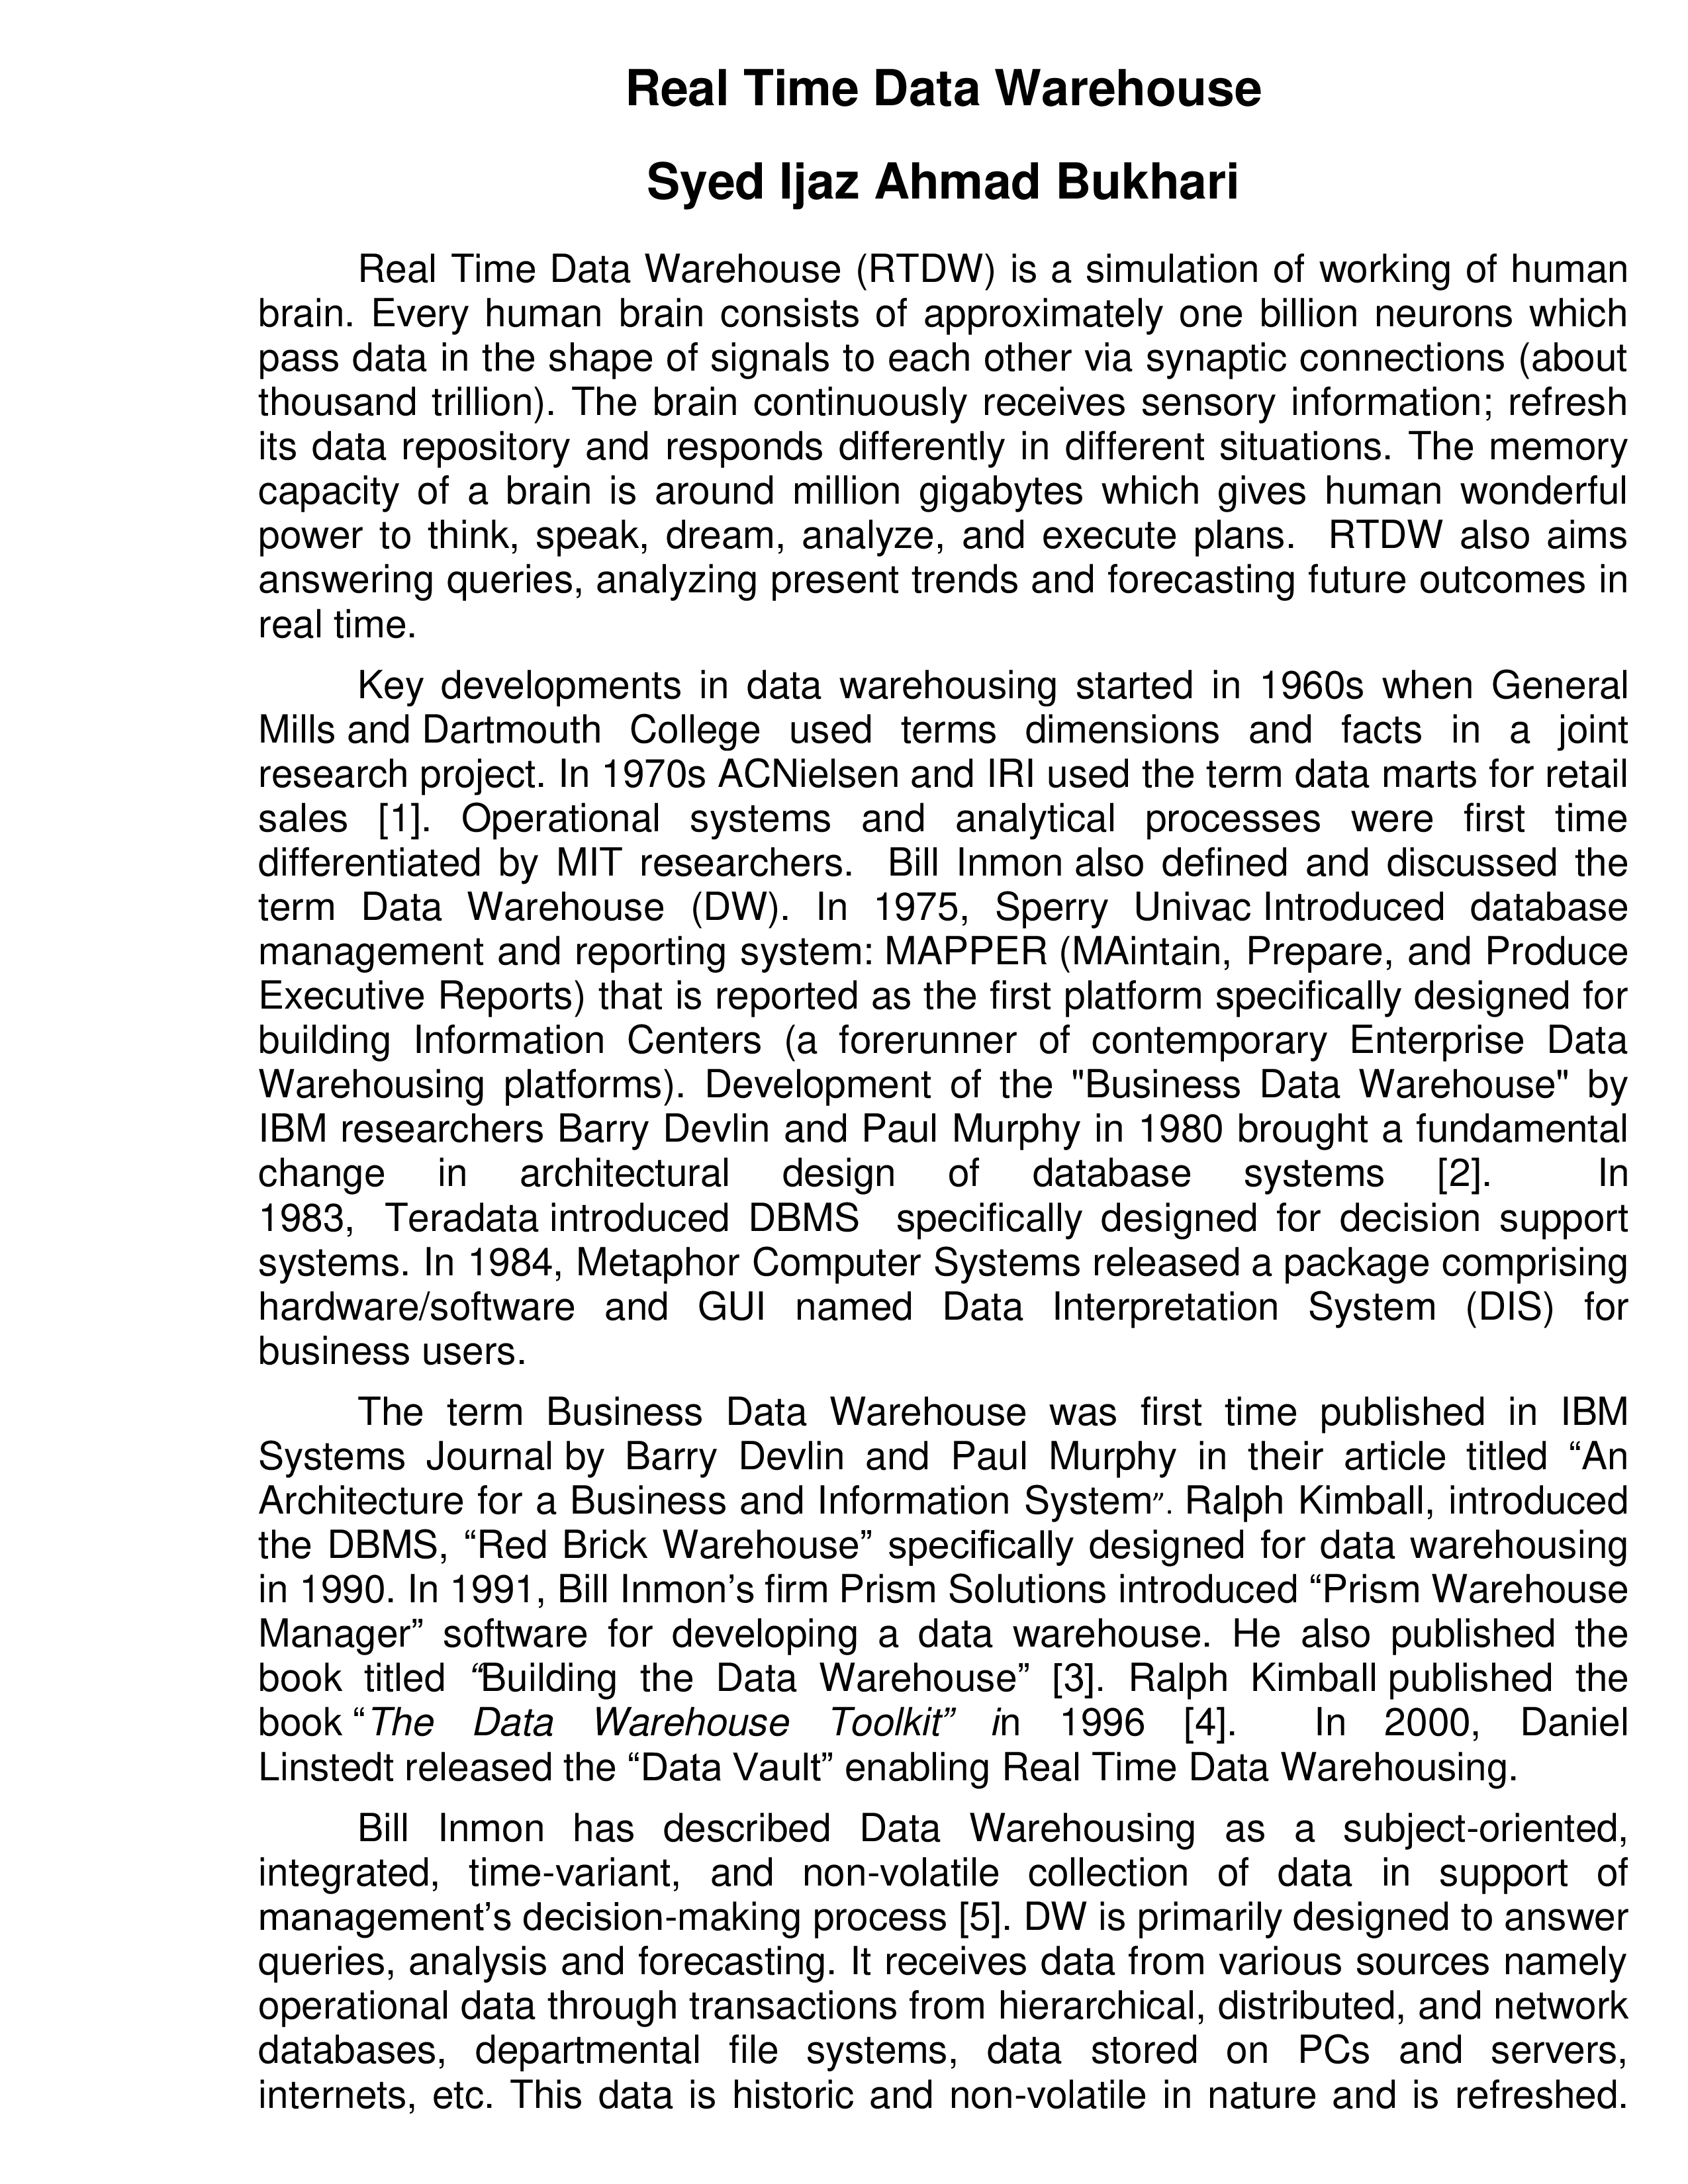 Real Time Data Warehouse
Syed Ijaz Ahmad Bukhari
Real Time Data Warehouse (RTDW) is a simulation of working of human
brain. Every human brain consists of approximately one billion neurons which
pass data in the shape of signals to each other via synaptic connections (about
thousand trillion). The brain continuously receives sensory information; refresh
its data repository and responds differently in different situations. The memory
capacity of a brain is around million gigabytes which gives human wonderful
power to think, speak, dream, analyze, and execute plans. RTDW also aims
answering queries, analyzing present trends and forecasting future outcomes in
real time.
Key developments in data warehousing started in 1960s when General
Mills and Dartmouth College used terms dimensions and facts in a joint
research project. In 1970s ACNielsen and IRI used the term data marts for retail
sales [1]. Operational systems and analytical processes were first time
differentiated by MIT researchers. Bill Inmon also defined and discussed the
term Data Warehouse (DW). In 1975, Sperry Univac Introduced database
management and reporting system: MAPPER (MAintain, Prepare, and Produce
Executive Reports) that is reported as the first platform specifically designed for
building Information Centers (a forerunner of contemporary Enterprise Data
Warehousing platforms). Development of the "Business Data Warehouse" by
IBM researchers Barry Devlin and Paul Murphy in 1980 brought a fundamental
change in architectural design of database systems [2]. In
1983, Teradata introduced DBMS specifically designed for decision support
systems. In 1984, Metaphor Computer Systems released a package comprising
hardware/software and GUI named Data Interpretation System (DIS) for
business users.
The term Business Data Warehouse was first time published in IBM
Systems Journal by Barry Devlin and Paul Murphy in their article titled “An
Architecture for a Business and Information System”. Ralph Kimball, introduced
the DBMS, “Red Brick Warehouse” specifically designed for data warehousing
in 1990. In 1991, Bill Inmon’s firm Prism Solutions introduced “Prism Warehouse
Manager” software for developing a data warehouse. He also published the
book titled “Building the Data Warehouse” [3]. Ralph Kimball published the
book “The Data Warehouse Toolkit” in 1996 [4]. In 2000, Daniel
Linstedt released the “Data Vault” enabling Real Time Data Warehousing.
Bill Inmon has described Data Warehousing as a subject-oriented,
integrated, time-variant, and non-volatile collection of data in support of
management’s decision-making process [5]. DW is primarily designed to answer
queries, analysis and forecasting. It receives data from various sources namely
operational data through transactions from hierarchical, distributed, and network
databases, departmental file systems, data stored on PCs and servers,
internets, etc. This data is historic and non-volatile in nature and is refreshed.